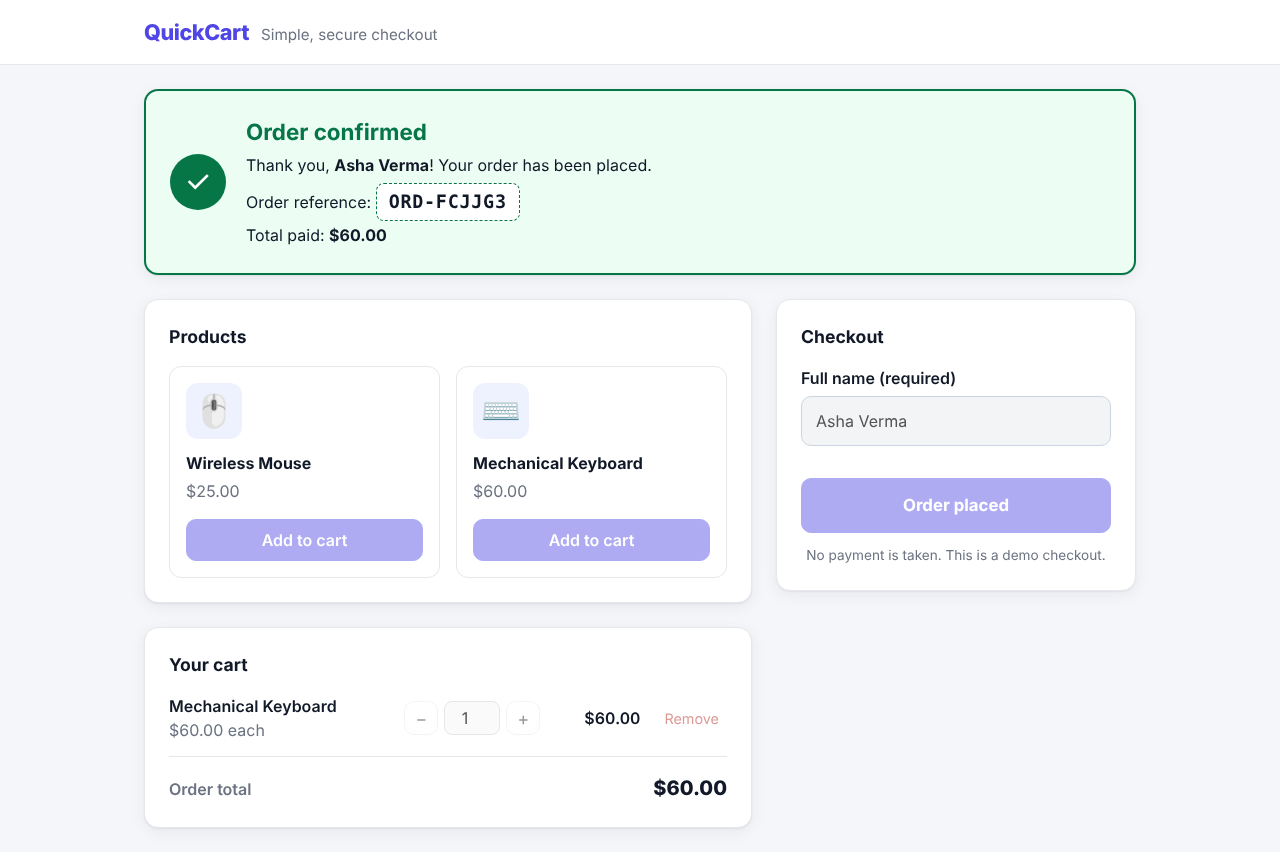 QuickCart Simple, secure checkout
Order confirmed
Thank you, Asha Verma! Your order has been placed.
Order reference: ORD-FCJJG3
Total paid: $60.00
Products
Wireless Mouse
$25.00
Add to cart
Mechanical Keyboard
$60.00
Add to cart
Checkout
Full name (required)
Asha Verma
Order placed
No payment is taken. This is a demo checkout.
Your cart
Mechanical Keyboard
$60.00 each
− 1 + $60.00 Remove
Order total $60.00